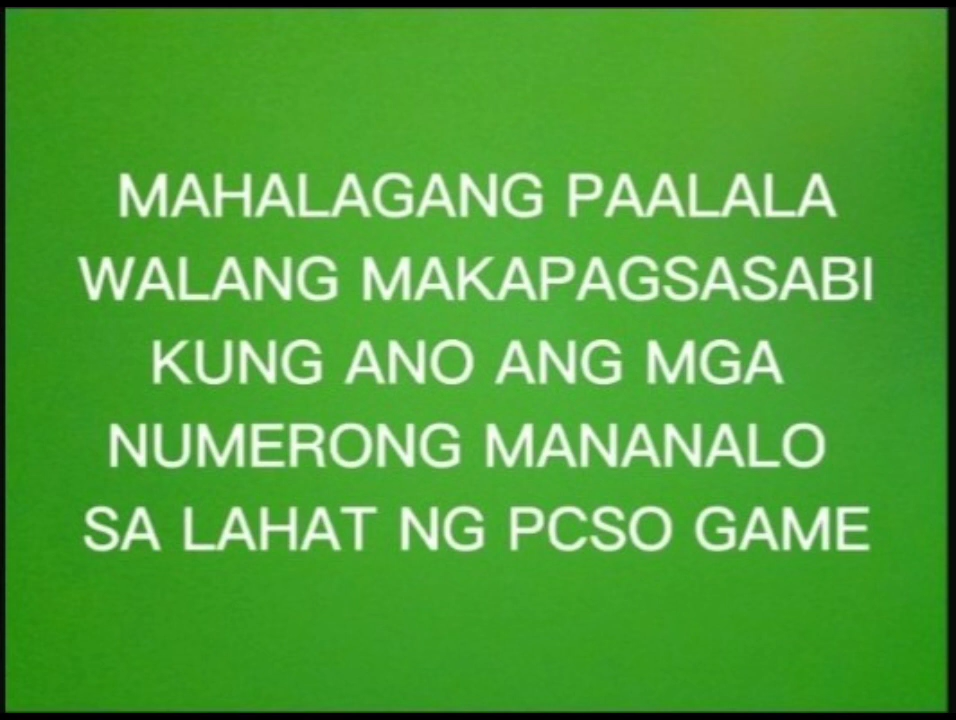 MAHALAGANG PAALALA
WALANG MAKAPAGSASABI
KUNG ANO ANG MGA
NUMERONG MANANALO
SA LAHAT NG PCSO GAME